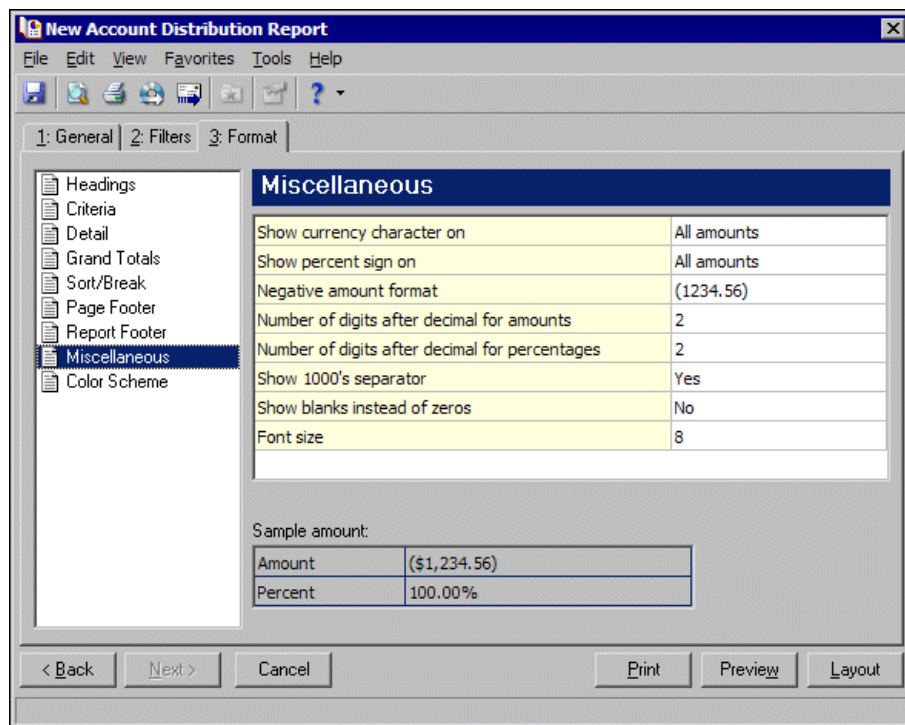 New Account Distribution Report
File Edit View Favorites Tools Help
1: General 2: Filters 3: Format
Headings
Criteria
Detail
Grand Totals
Sort/Break
Page Footer
Report Footer
Miscellaneous
Color Scheme
Miscellaneous
Show currency character on All amounts
Show percent sign on All amounts
Negative amount format (1234.56)
Number of digits after decimal for amounts 2
Number of digits after decimal for percentages 2
Show 1000's separator Yes
Show blanks instead of zeros No
Font size 8
Sample amount:
Amount ($1,234.56)
Percent 100.00%
< Back Next > Cancel Print Preview Layout